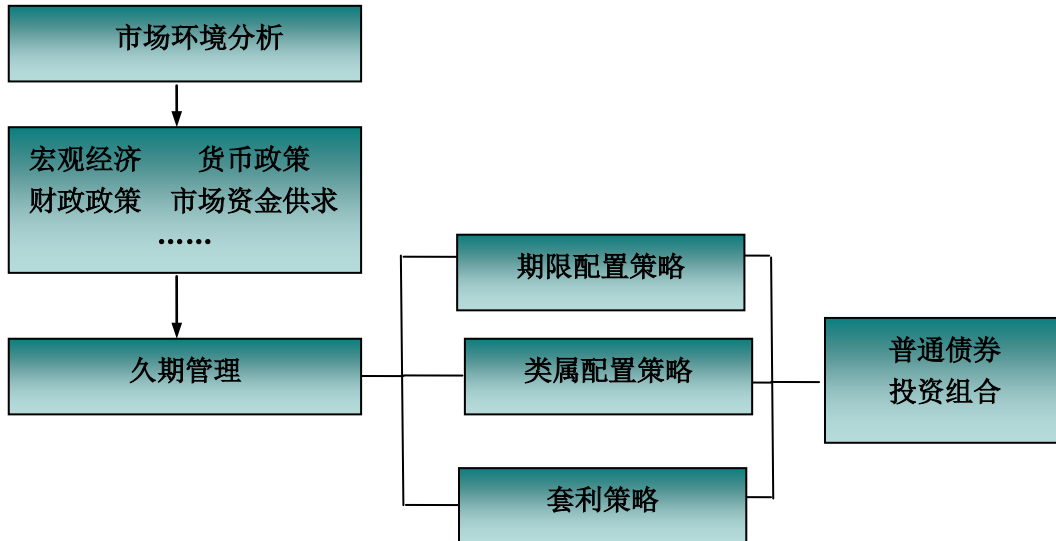 市场环境分析
宏观经济 货币政策
财政政策 市场资金供求
……
期限配置策略
久期管理
类属配置策略
普通债券
投资组合
套利策略